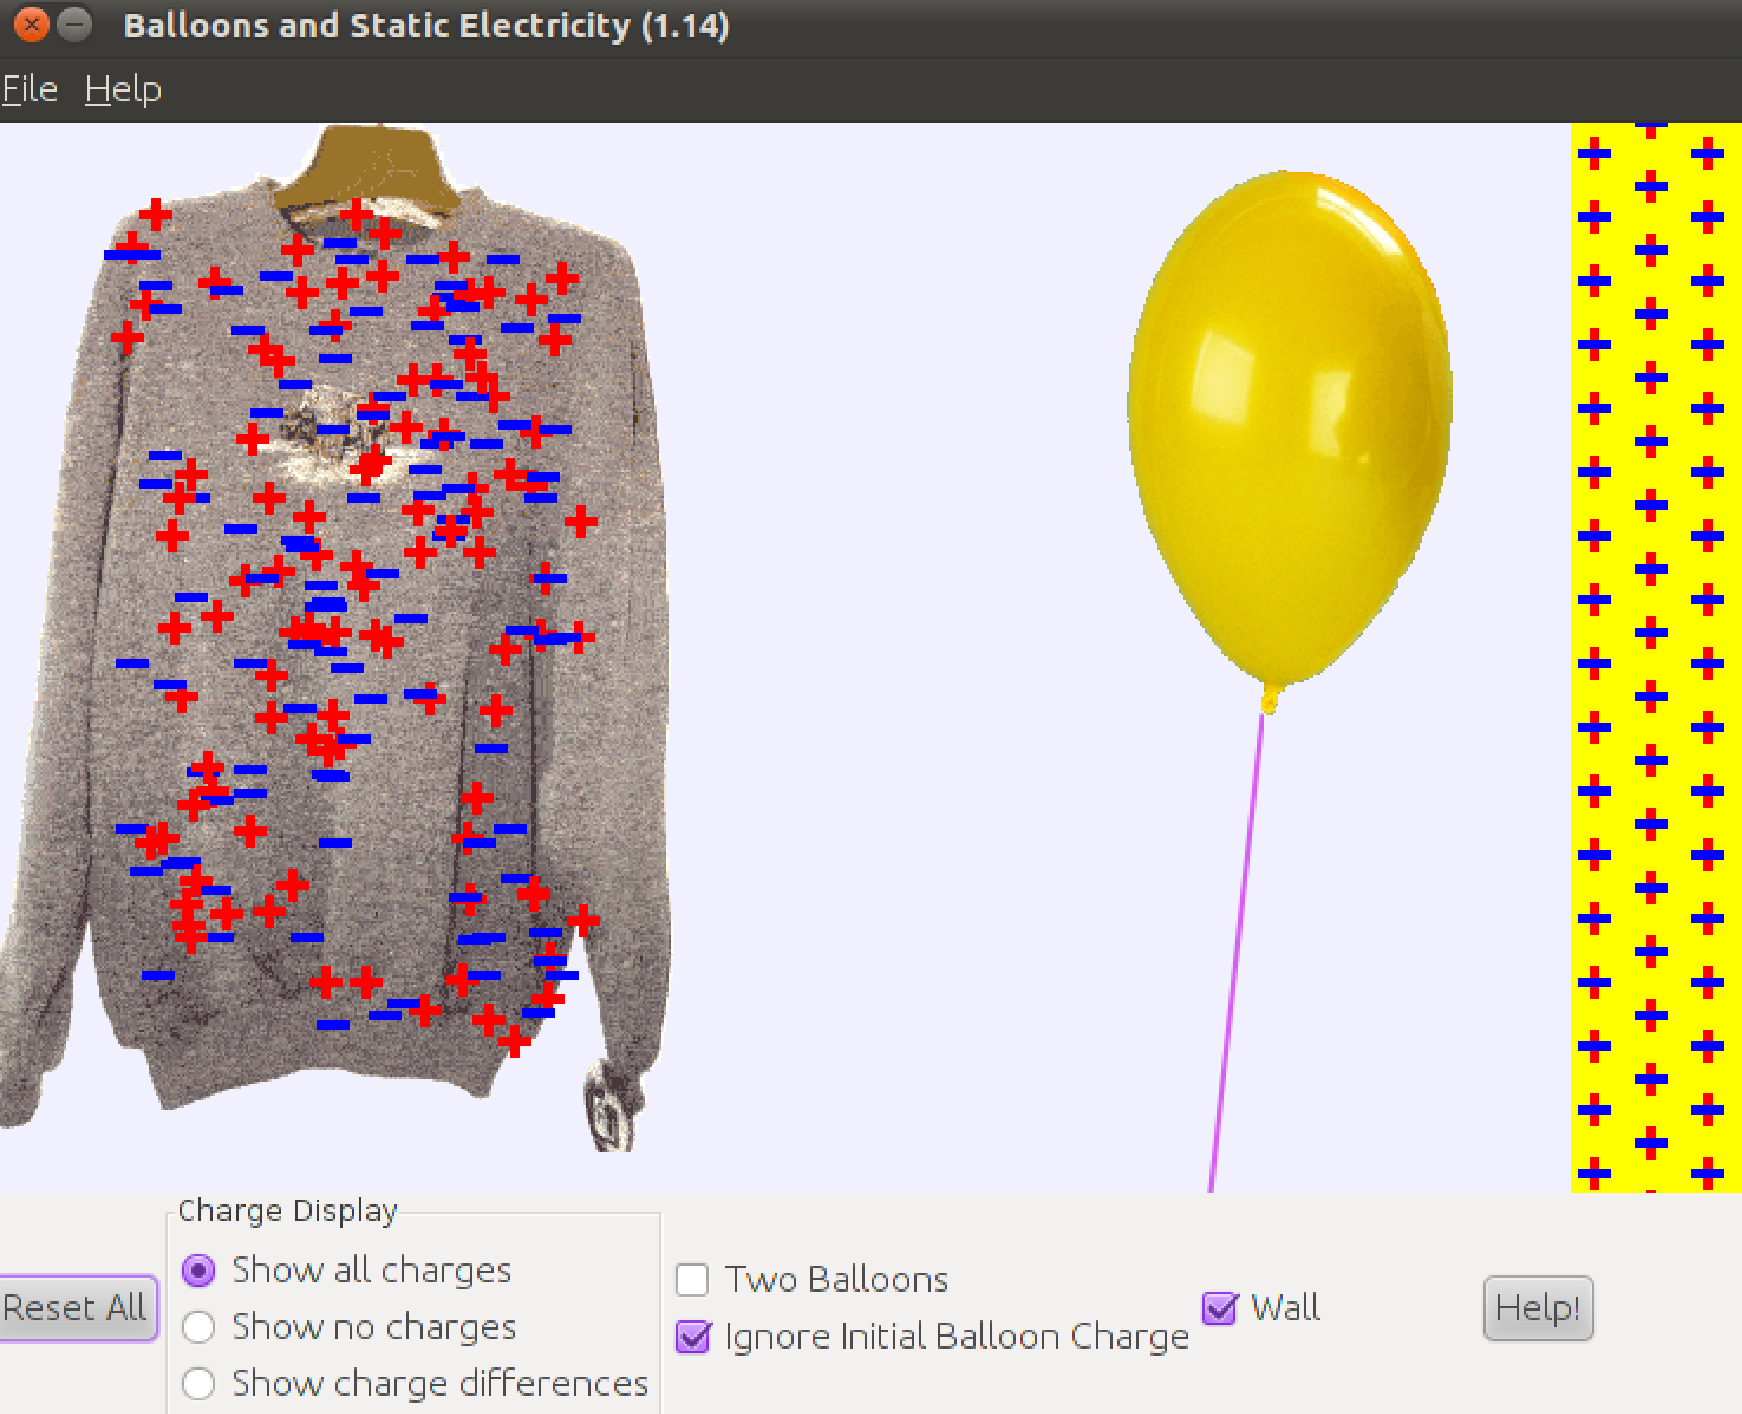 Balloons and Static Electricity (1.14)
File Help
Charge Display
Show all charges
Show no charges
Show charge differences
Reset All
Two Balloons
Ignore Initial Balloon Charge
Wall
Help!